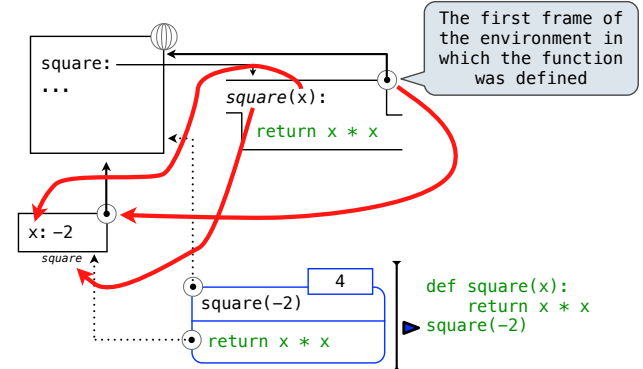 The first frame of
the environment in
which the function
was defined
square:
...
square(x):
return x * x
x: -2
square
4
square(-2)
return x * x
def square(x):
    return x * x
square(-2)